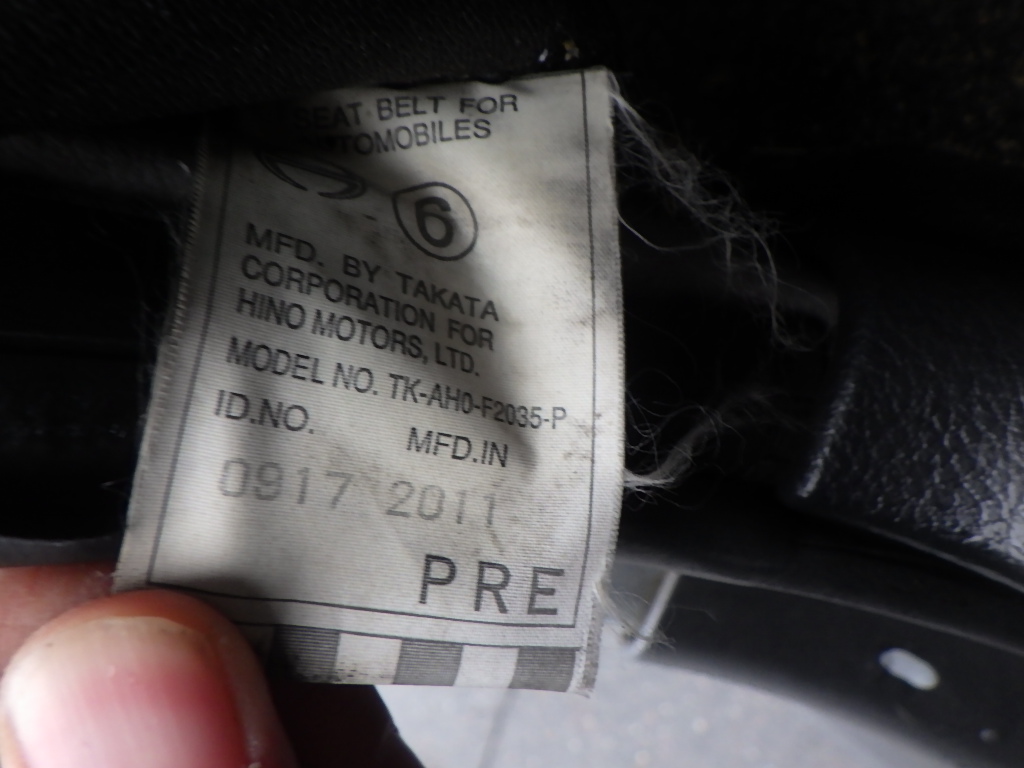 SEAT BELT FOR
AUTOMOBILES
6
MFD. BY TAKATA
CORPORATION FOR
HINO MOTORS, LTD.
MODEL NO. TK-AH0-F2035-P
ID.NO. MFD.IN
0917 2011
PRE